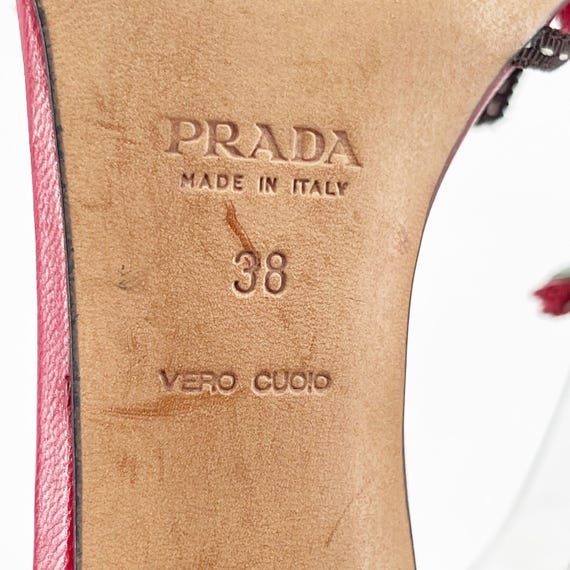 PRADA
MADE IN ITALY
38
VERO CUOIO